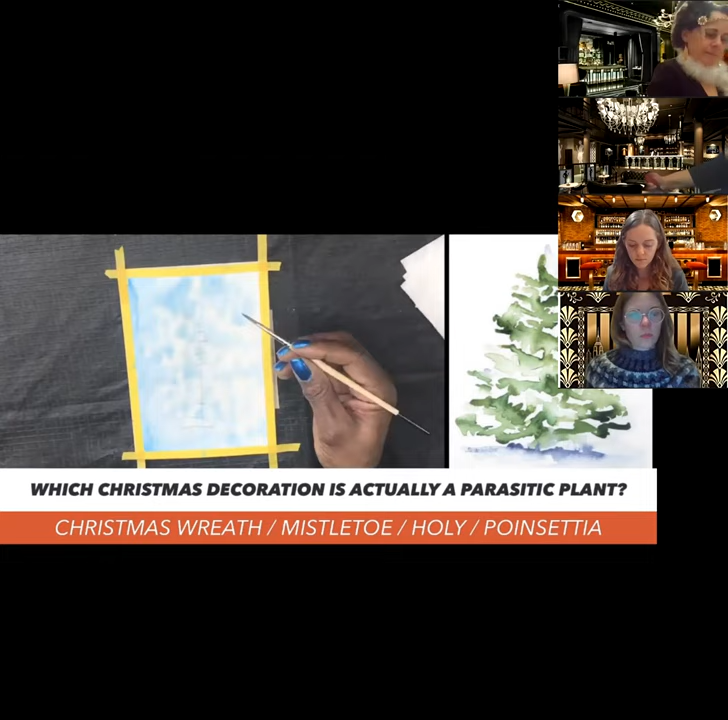 WHICH CHRISTMAS DECORATION IS ACTUALLY A PARASITIC PLANT?
CHRISTMAS WREATH / MISTLETOE / HOLY / POINSETTIA